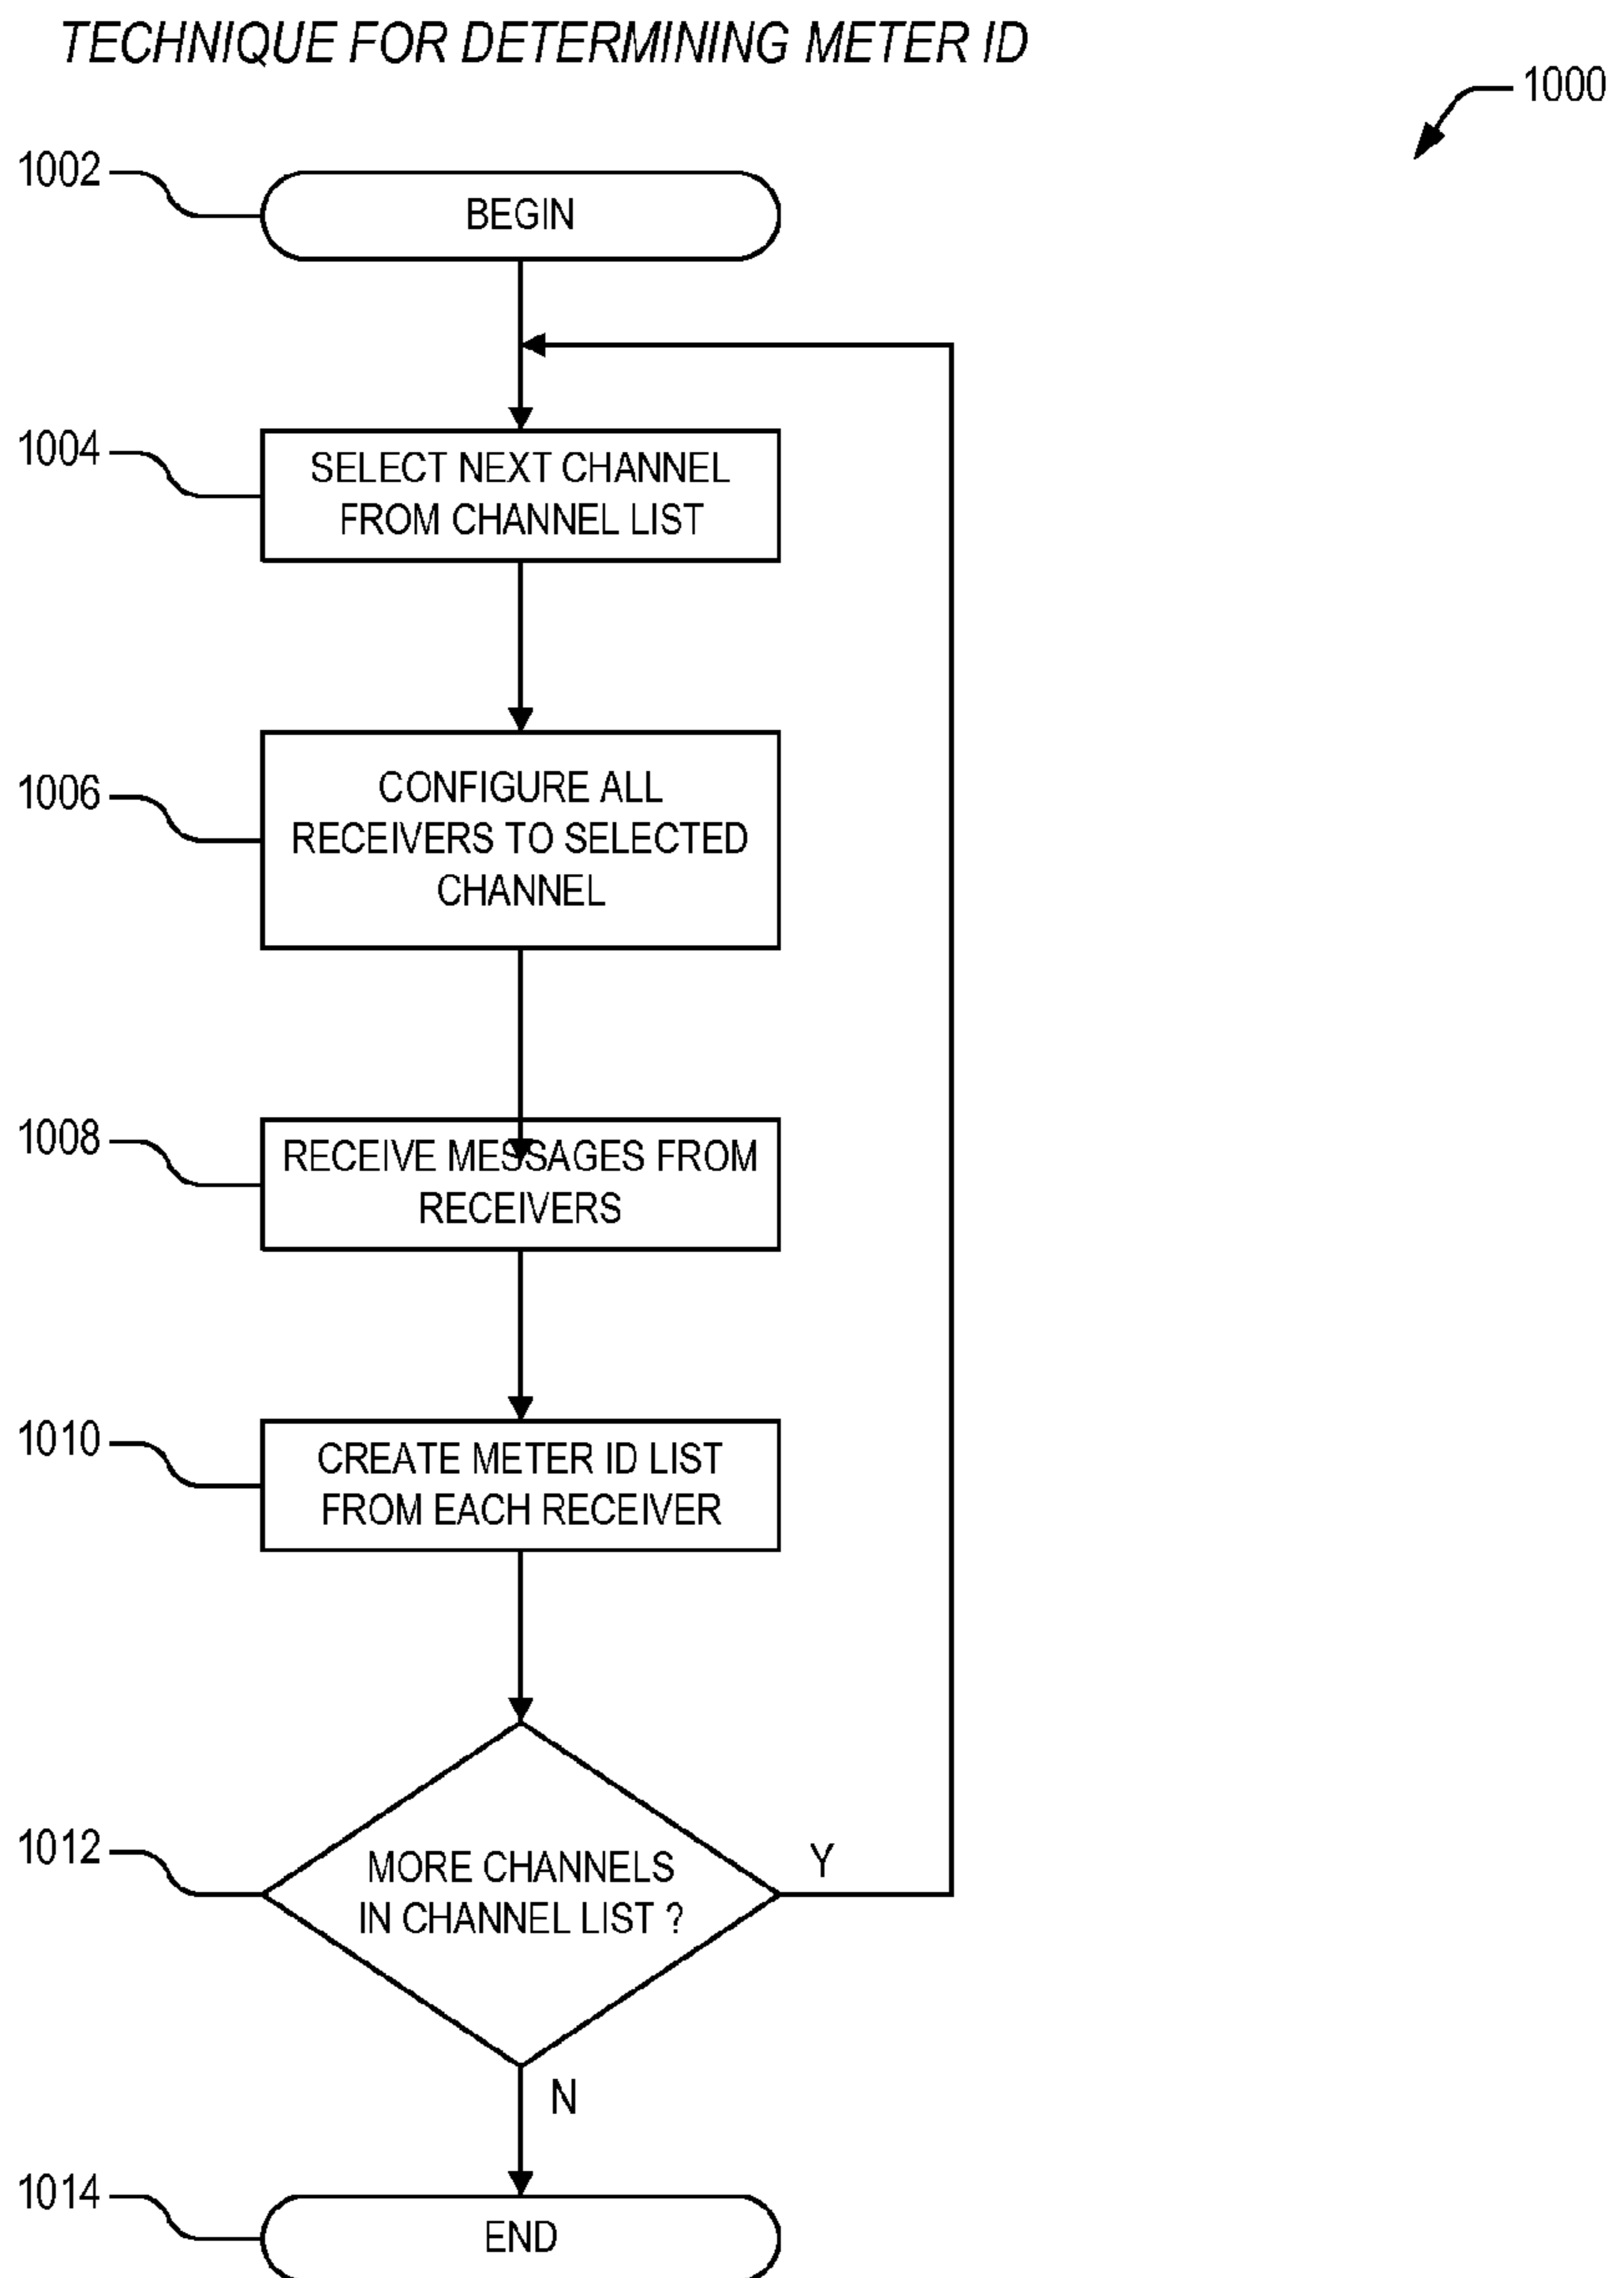 TECHNIQUE FOR DETERMINING METER ID
1000
1002
BEGIN
1004
SELECT NEXT CHANNEL
FROM CHANNEL LIST
1006
CONFIGURE ALL
RECEIVERS TO SELECTED
CHANNEL
1008
RECEIVE MESSAGES FROM
RECEIVERS
1010
CREATE METER ID LIST
FROM EACH RECEIVER
1012
MORE CHANNELS
IN CHANNEL LIST ?
Y
N
1014
END